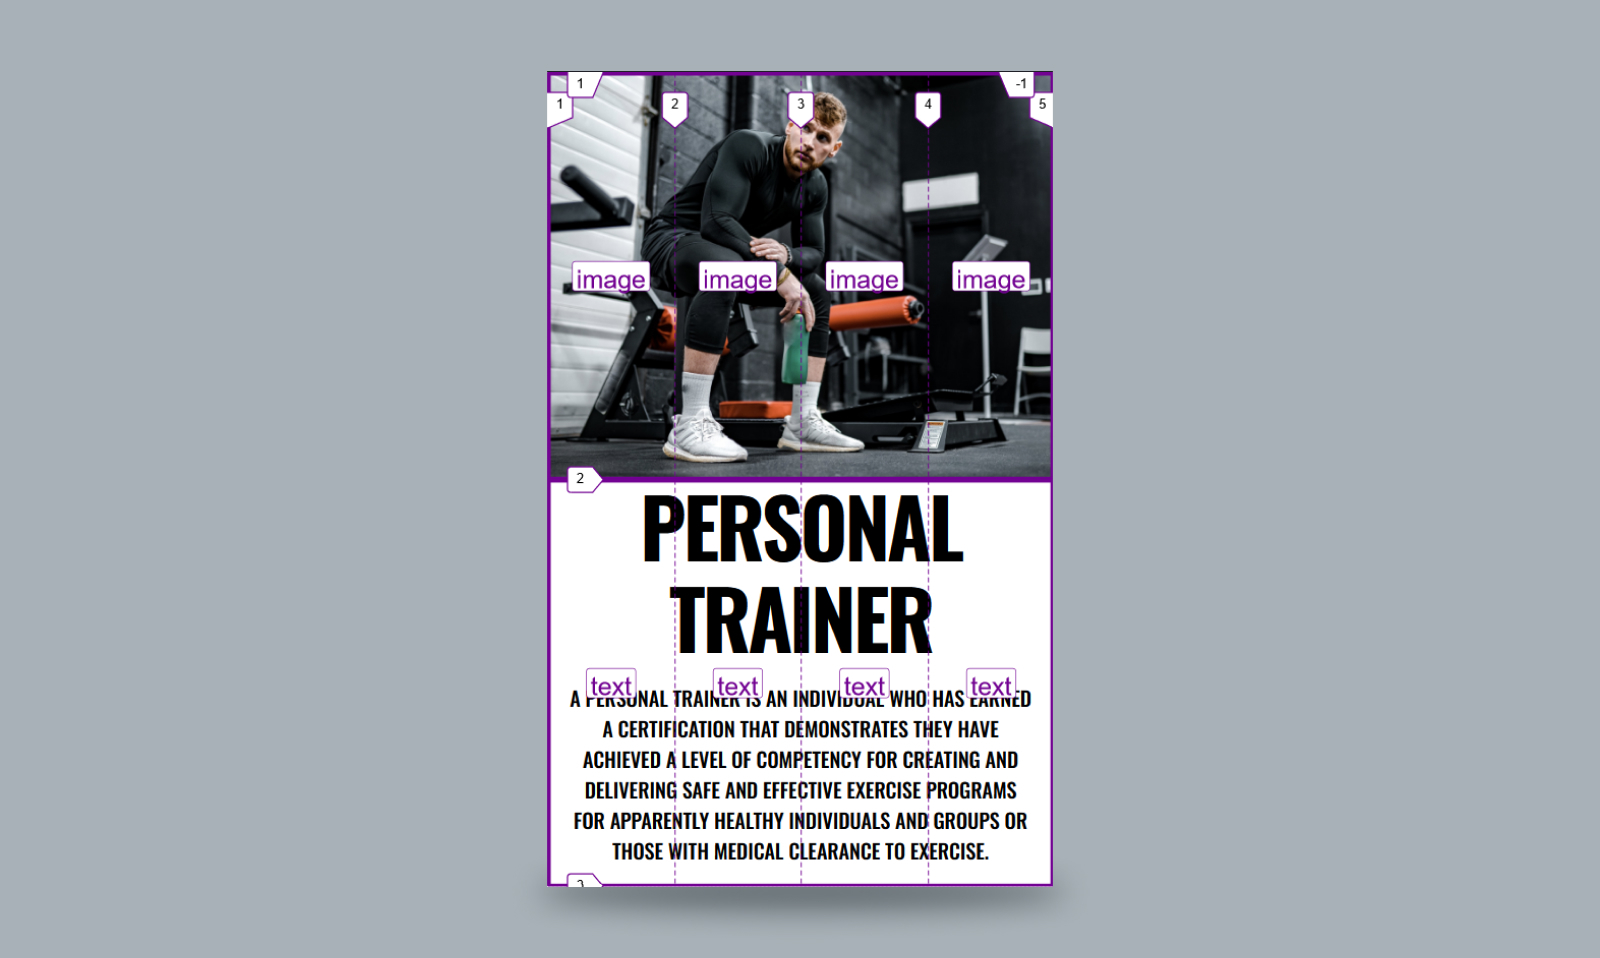 1
-1
1
2
3
4
5
image image image image
2
PERSONAL
TRAINER
text text text text
A PERSONAL TRAINER IS AN INDIVIDUAL WHO HAS EARNED
A CERTIFICATION THAT DEMONSTRATES THEY HAVE
ACHIEVED A LEVEL OF COMPETENCY FOR CREATING AND
DELIVERING SAFE AND EFFECTIVE EXERCISE PROGRAMS
FOR APPARENTLY HEALTHY INDIVIDUALS AND GROUPS OR
THOSE WITH MEDICAL CLEARANCE TO EXERCISE.
3